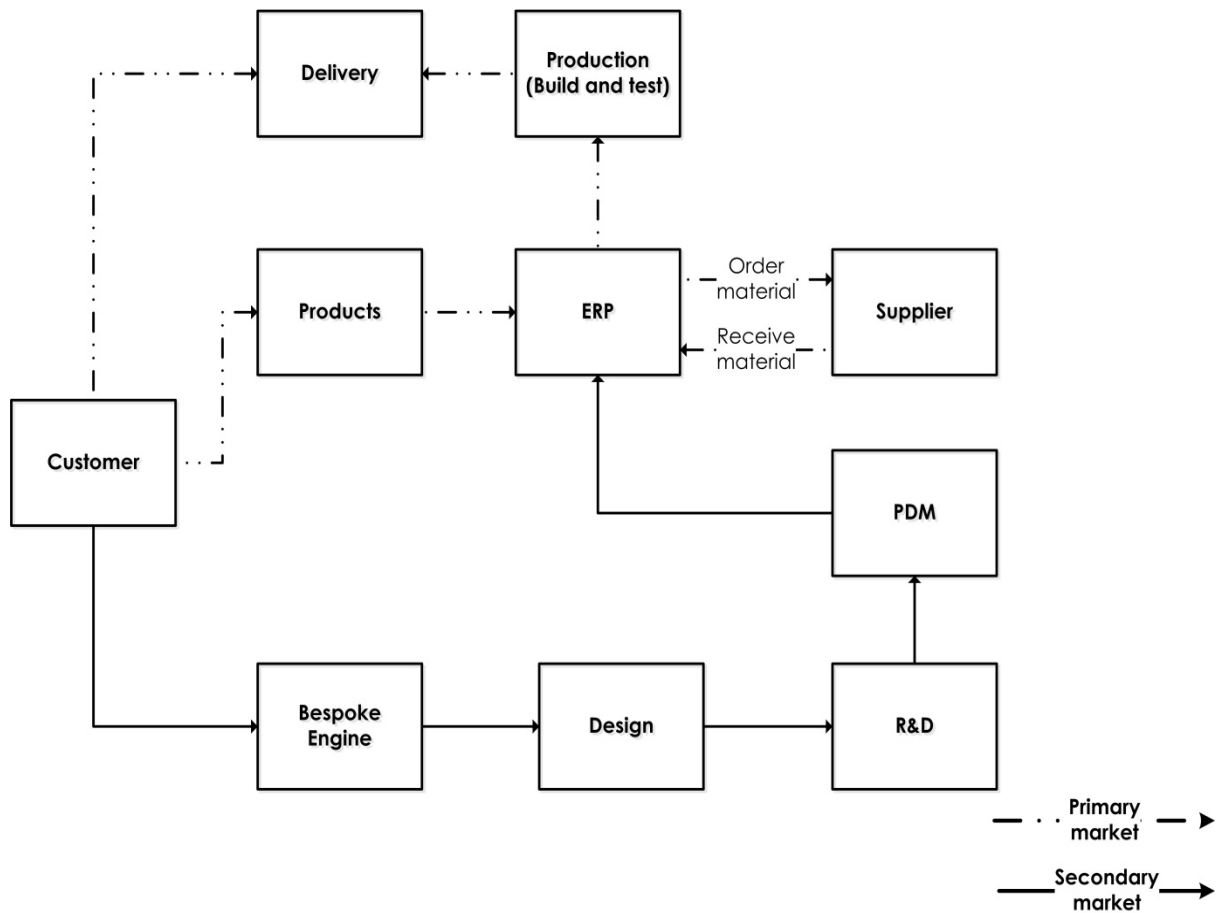 Delivery
Production
(Build and test)
Products
ERP
Order
material
Receive
material
Supplier
Customer
PDM
Bespoke
Engine
Design
R&D
Primary
market
Secondary
market